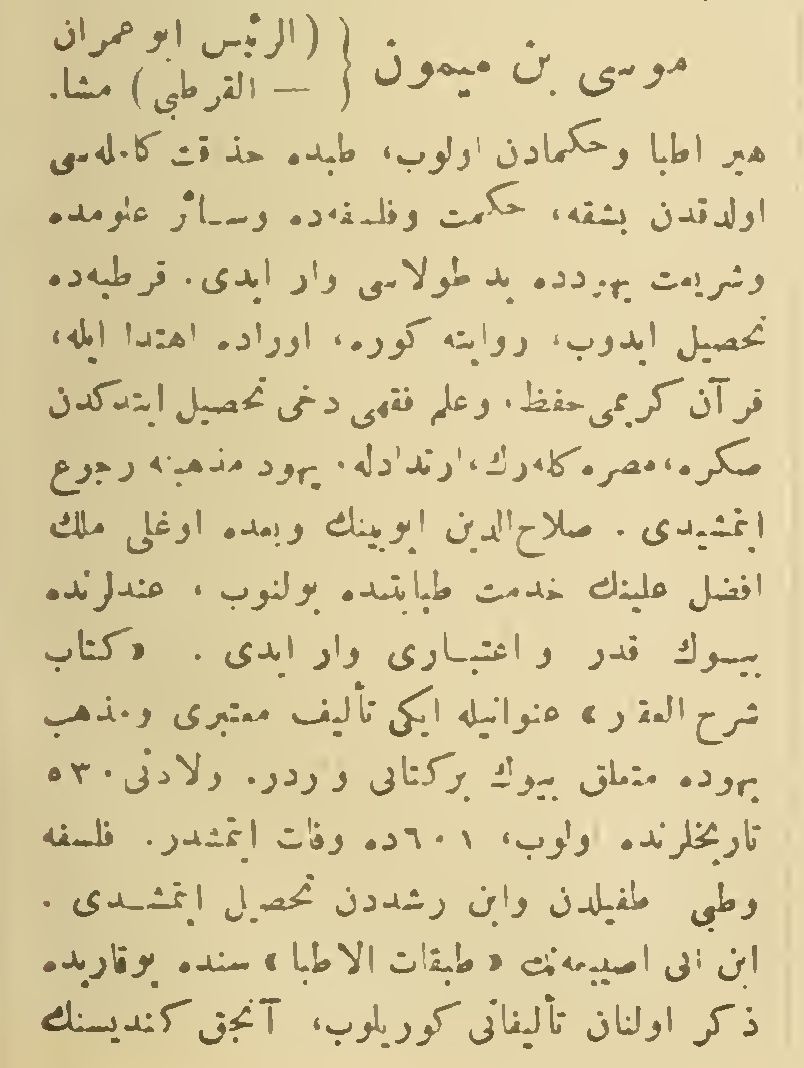 موسى بن ميمون { (الرئيس ابو عمران
– القرطبي) مشا‌.
هير اطبا وحكمادن اولوب، طبده حذاقت كامله‌سى
اولدقدن بشقه، حكمت وفلسفه‌ده وسائر علومده
وشريعت يهودده يد طولاسى وار ايدى. قرطبه‌ده
تحصيل ايدوب، روايته كوره، اوراده اهتدا ايله،
قرآن كريمى حفظ، وعلم فقهى دخى تحصيل ايتدكدن
صكره، مصره كله‌رك، ارتداد‌له، يهود مذهبنه رجوع
ايتمشيدى. صلاح‌الدين ايوبينك وبعده اوغلى ملك
افضل علينك خدمت طبابتنده بولنوب، عندلرنده
بيوك قدر و اعتبارى وار ايدى. «كتاب
شرح العقار» عنوانيله ايكى تأليف معتبرى ومذهب
يهوده متعلق بيوك بركتابى واردر. ولادتى ٥٣٠
تاريخلرنده اولوب، ٦٠١ده وفات ايتمشدر. فلسفه
وطبى طفيلدن وابن رشددن تحصيل ايتمشدى.
ابن ابى اصيبعه‌نك «طبقات الاطبا» سنده يوقاريده
ذكر اولنان تأليفاتى كوريلوب، آنجق كنديسنك